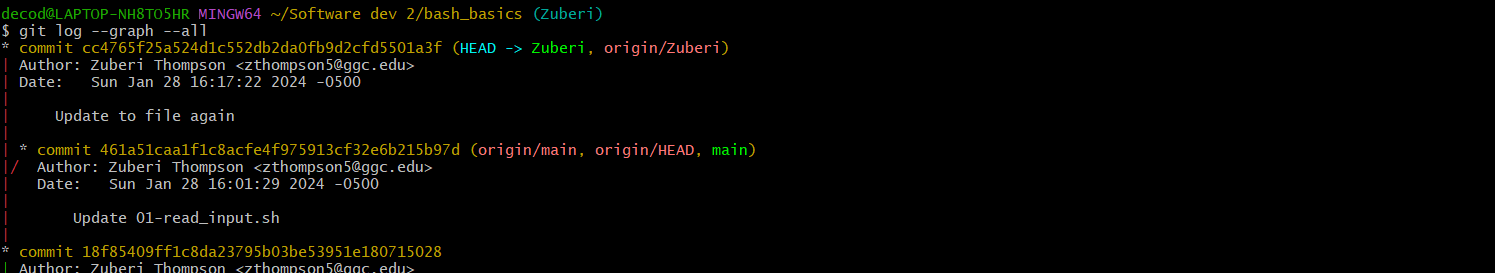 decod@LAPTOP-NH8TO5HR MINGW64 ~/Software dev 2/bash_basics (Zuberi)
$ git log --graph --all
* commit cc4765f25a524d1c552db2da0fb9d2cfd5501a3f (HEAD -> Zuberi, origin/Zuberi)
| Author: Zuberi Thompson <zthompson5@ggc.edu>
| Date:   Sun Jan 28 16:17:22 2024 -0500
|
|     Update to file again
|
| * commit 461a51caa1f1c8acfe4f975913cf32e6b215b97d (origin/main, origin/HEAD, main)
|/  Author: Zuberi Thompson <zthompson5@ggc.edu>
|   Date:   Sun Jan 28 16:01:29 2024 -0500
|
|       Update 01-read_input.sh
|
* commit 18f85409ff1c8da23795b03be53951e180715028
| Author: Zuberi Thompson <zthompson5@ggc.edu>